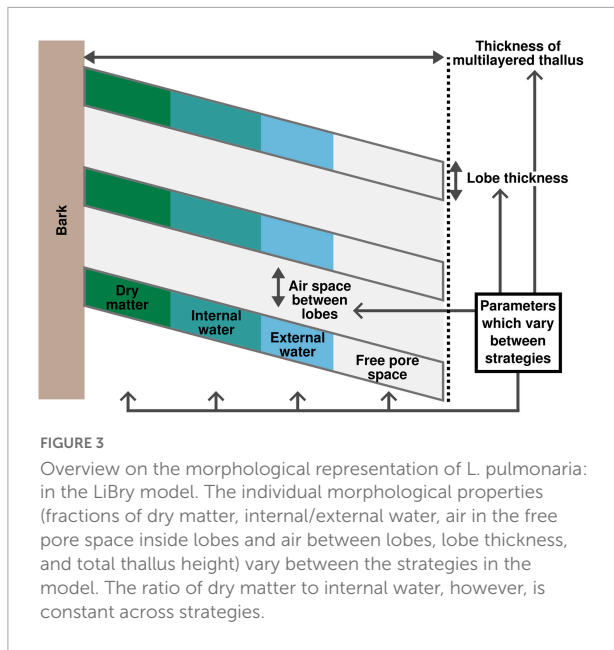 Thickness of
multilayered thallus
Lobe thickness
Bark
Air space
between
lobes
Dry
matter
Internal
water
External
water
Free pore
space
Parameters
which vary
between
strategies
FIGURE 3
Overview on the morphological representation of L. pulmonaria:
in the LiBry model. The individual morphological properties
(fractions of dry matter, internal/external water, air in the free
pore space inside lobes and air between lobes, lobe thickness,
and total thallus height) vary between the strategies in the
model. The ratio of dry matter to internal water, however, is
constant across strategies.